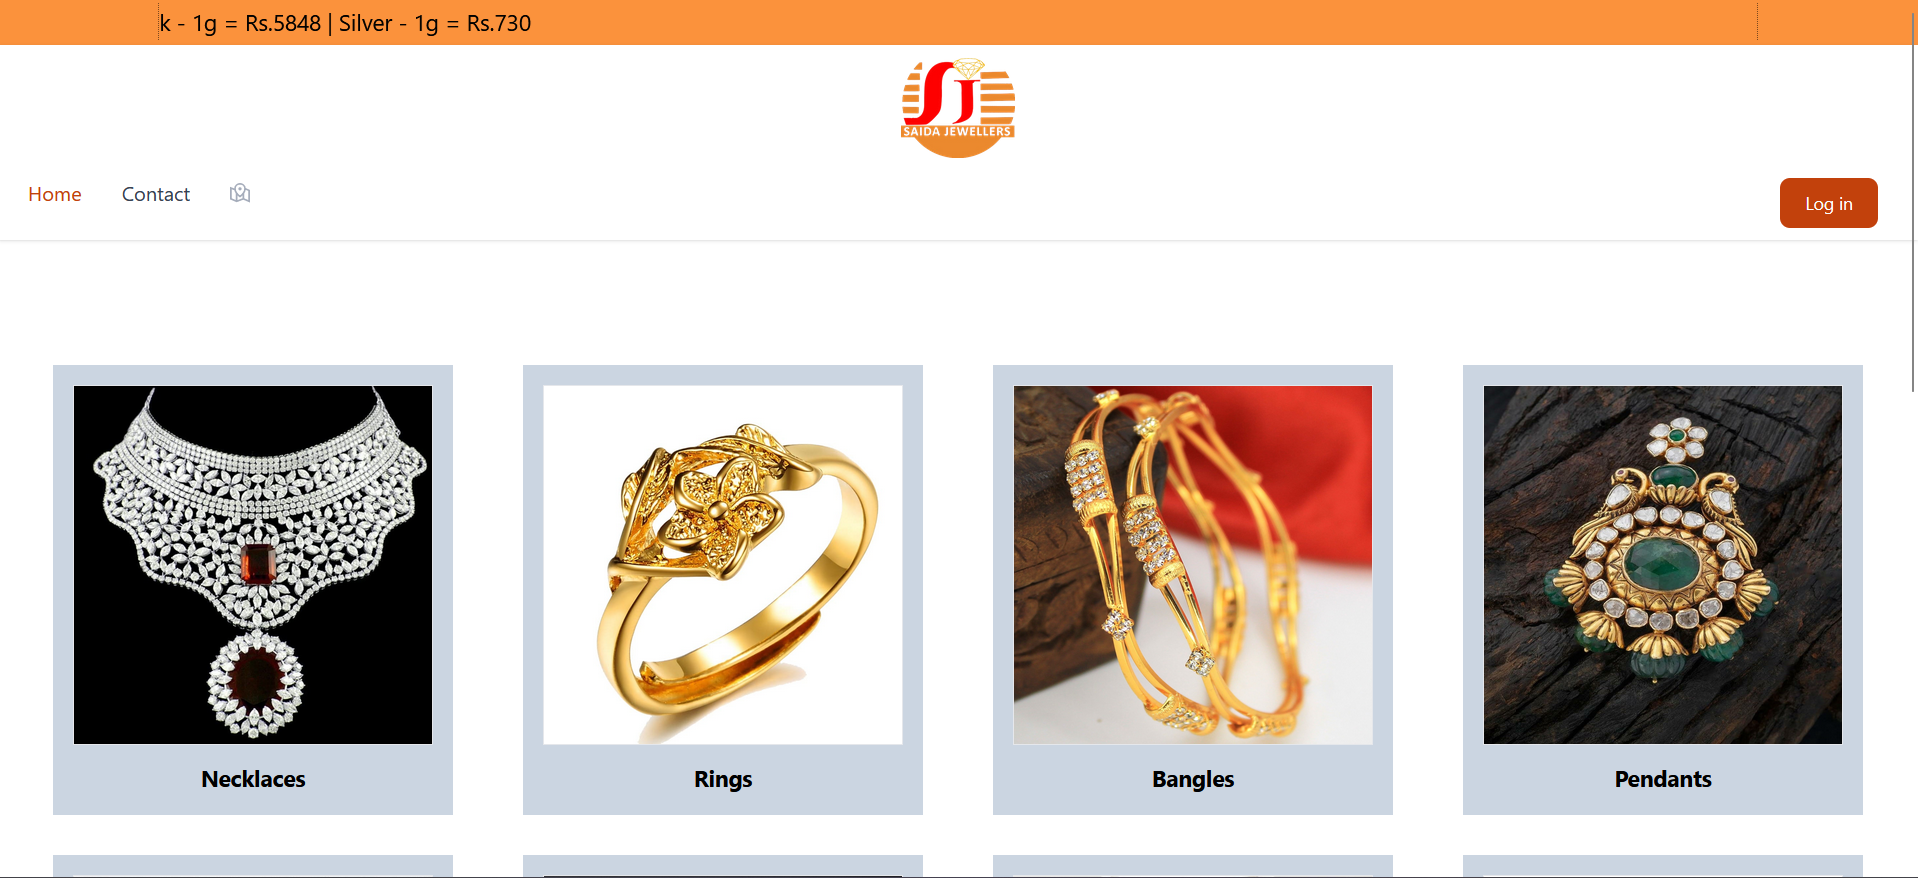 k - 1g = Rs.5848 | Silver - 1g = Rs.730
SJ
SAIDA JEWELLERS
Home Contact
Log in
Necklaces Rings Bangles Pendants